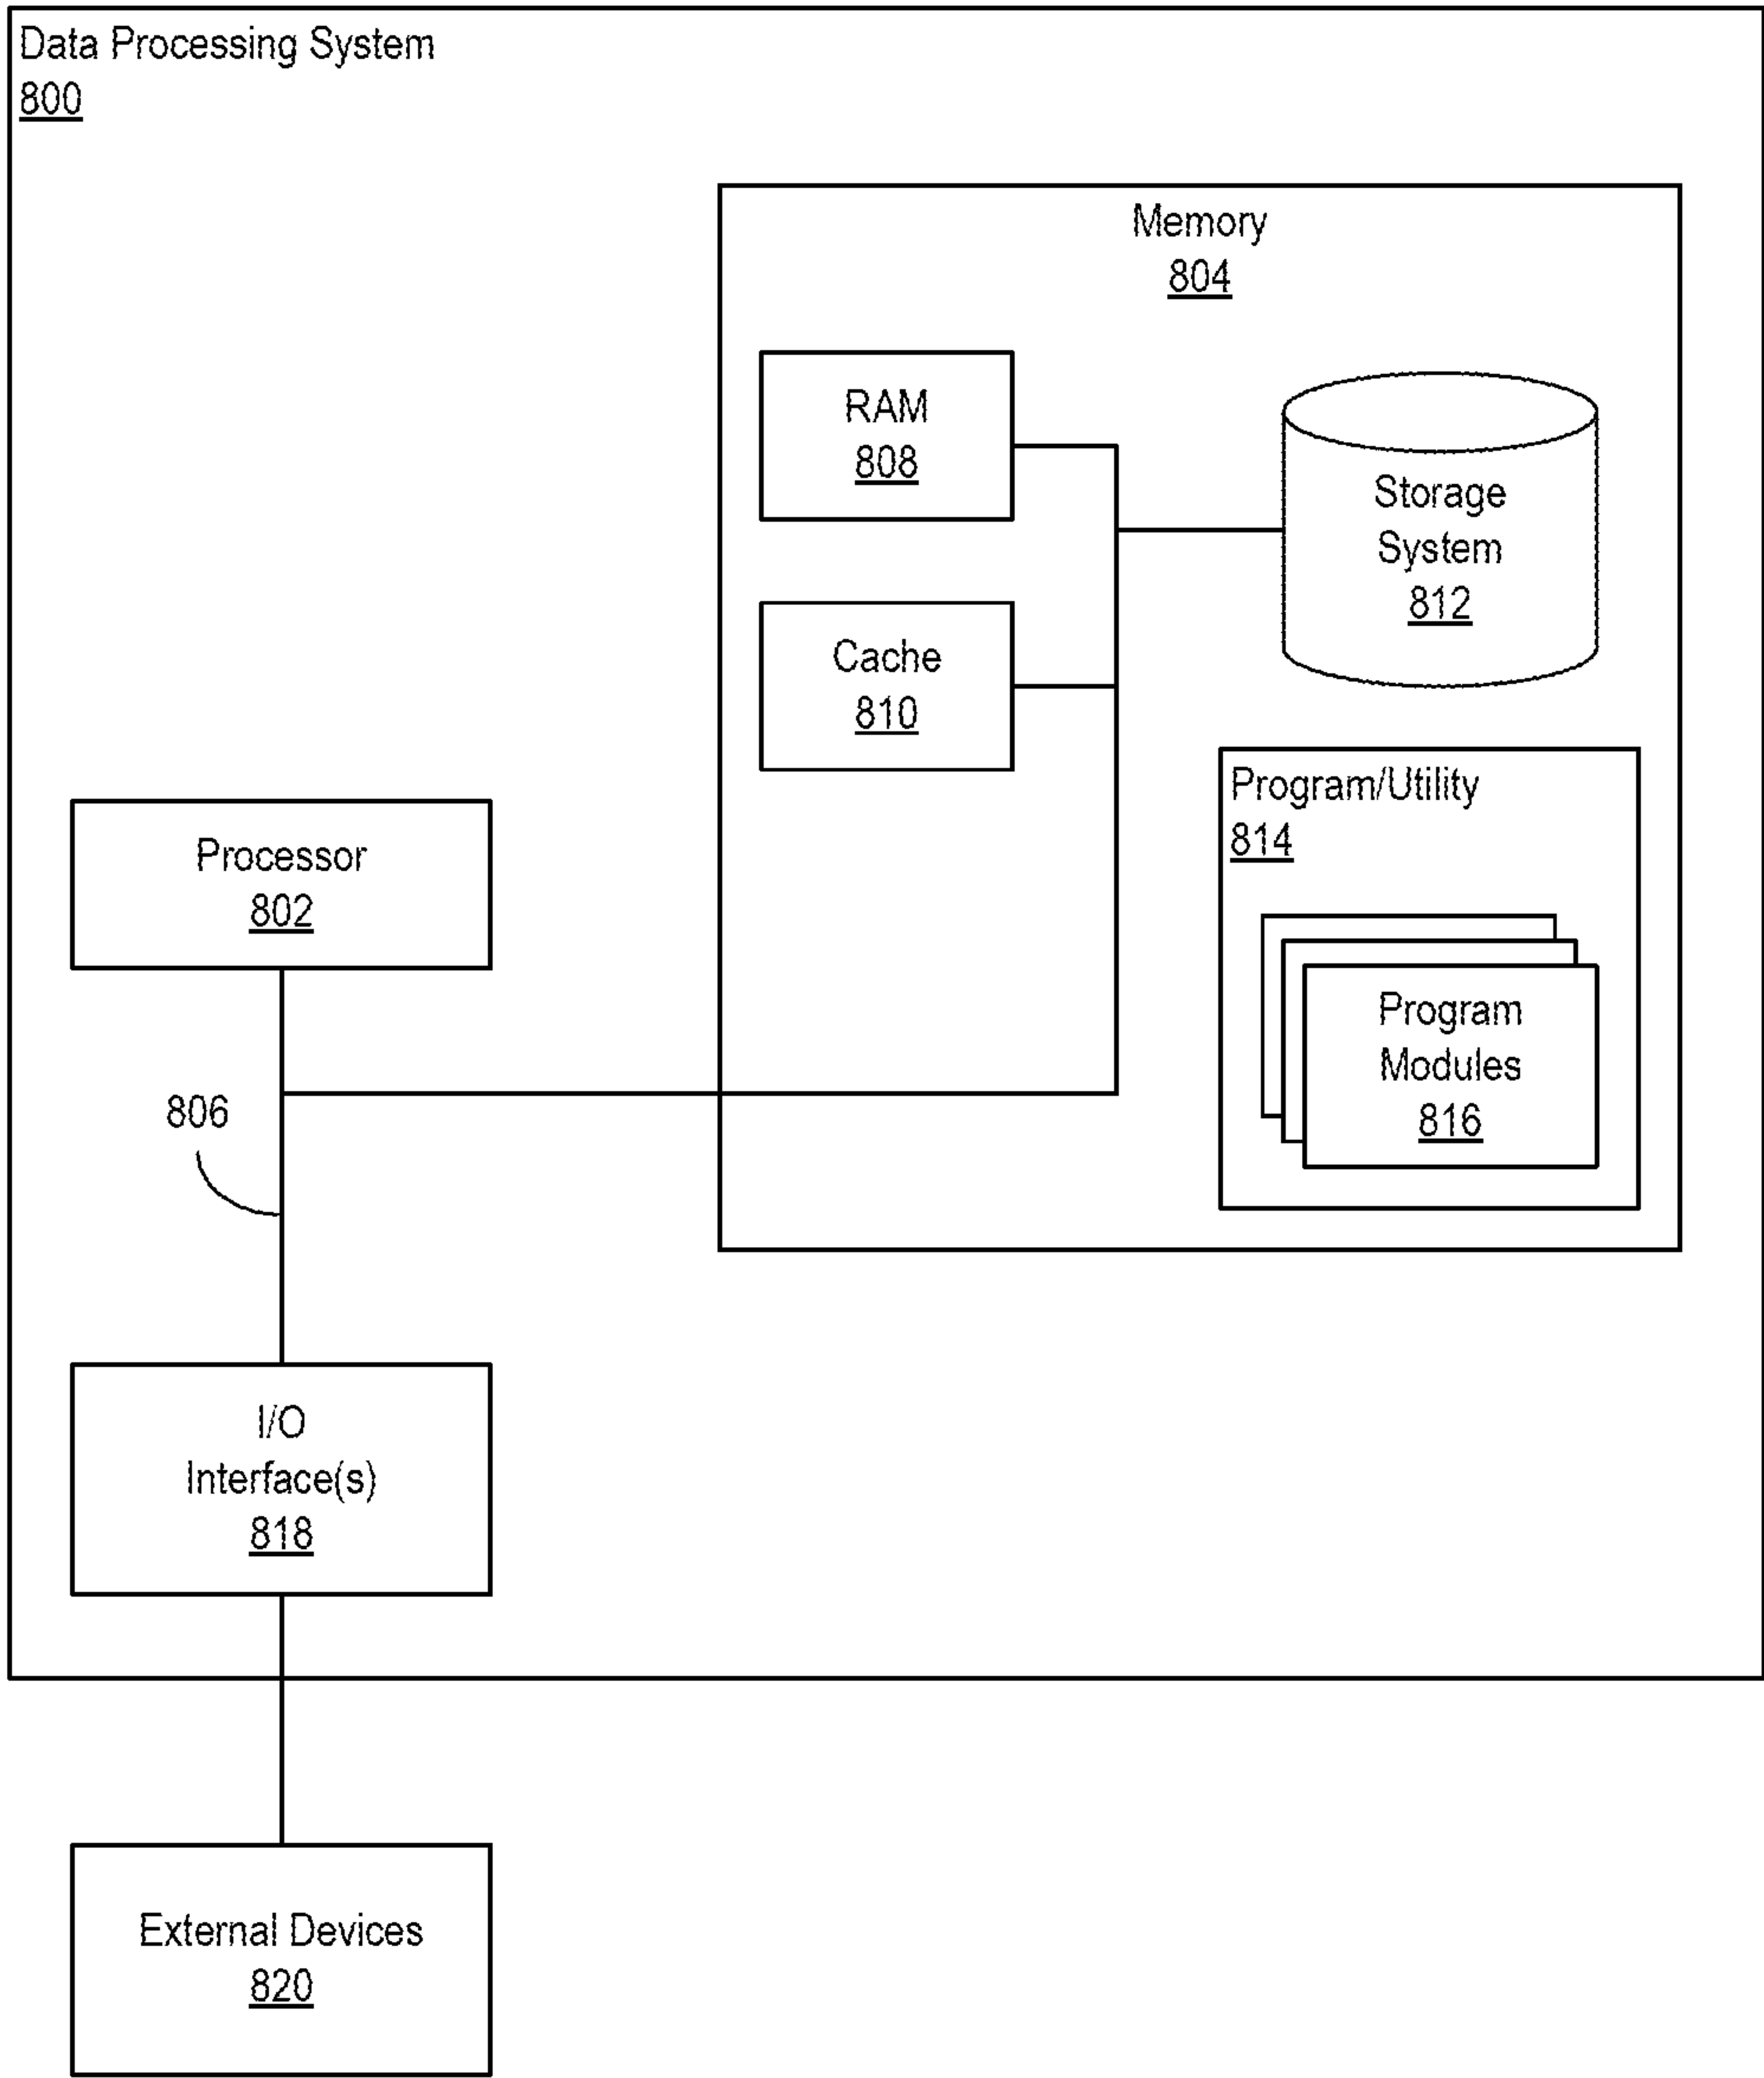 Data Processing System
800
Memory
804
RAM
808
Storage
System
812
Cache
810
Program/Utility
814
Processor
802
Program
Modules
816
806
I/O
Interface(s)
818
External Devices
820